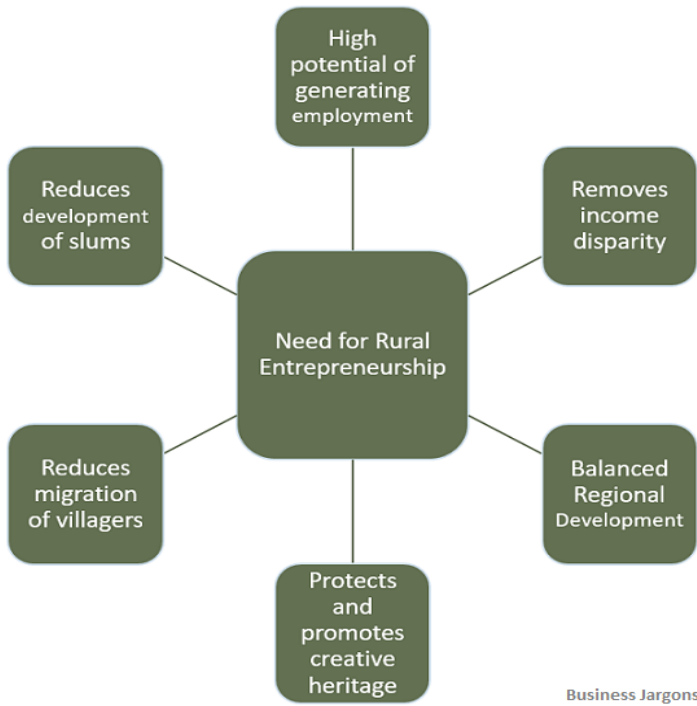 High
potential of
generating
employment
Reduces
development
of slums
Removes
income
disparity
Need for Rural
Entrepreneurship
Reduces
migration
of villagers
Balanced
Regional
Development
Protects
and
promotes
creative
heritage
Business Jargons